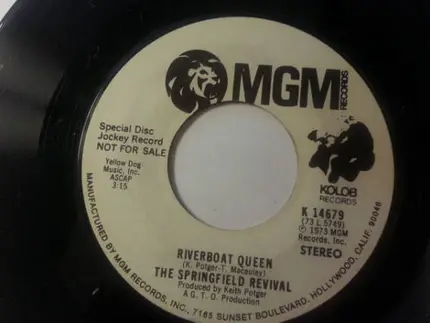 MGM
RECORDS
Special Disc
Jockey Record
NOT FOR SALE
Yellow Dog
Music, Inc.
ASCAP
3:15
KOLOB
RECORDS
K 14679
(73 L 5749)
℗ 1973 MGM
Records, Inc.
STEREO
RIVERBOAT QUEEN
(K. Potger-T. Macauley)
THE SPRINGFIELD REVIVAL
Produced by Keith Potger
A G. T. O. Production
MANUFACTURED BY MGM RECORDS, INC., 7165 SUNSET BOULEVARD, HOLLYWOOD, CALIF. 90046